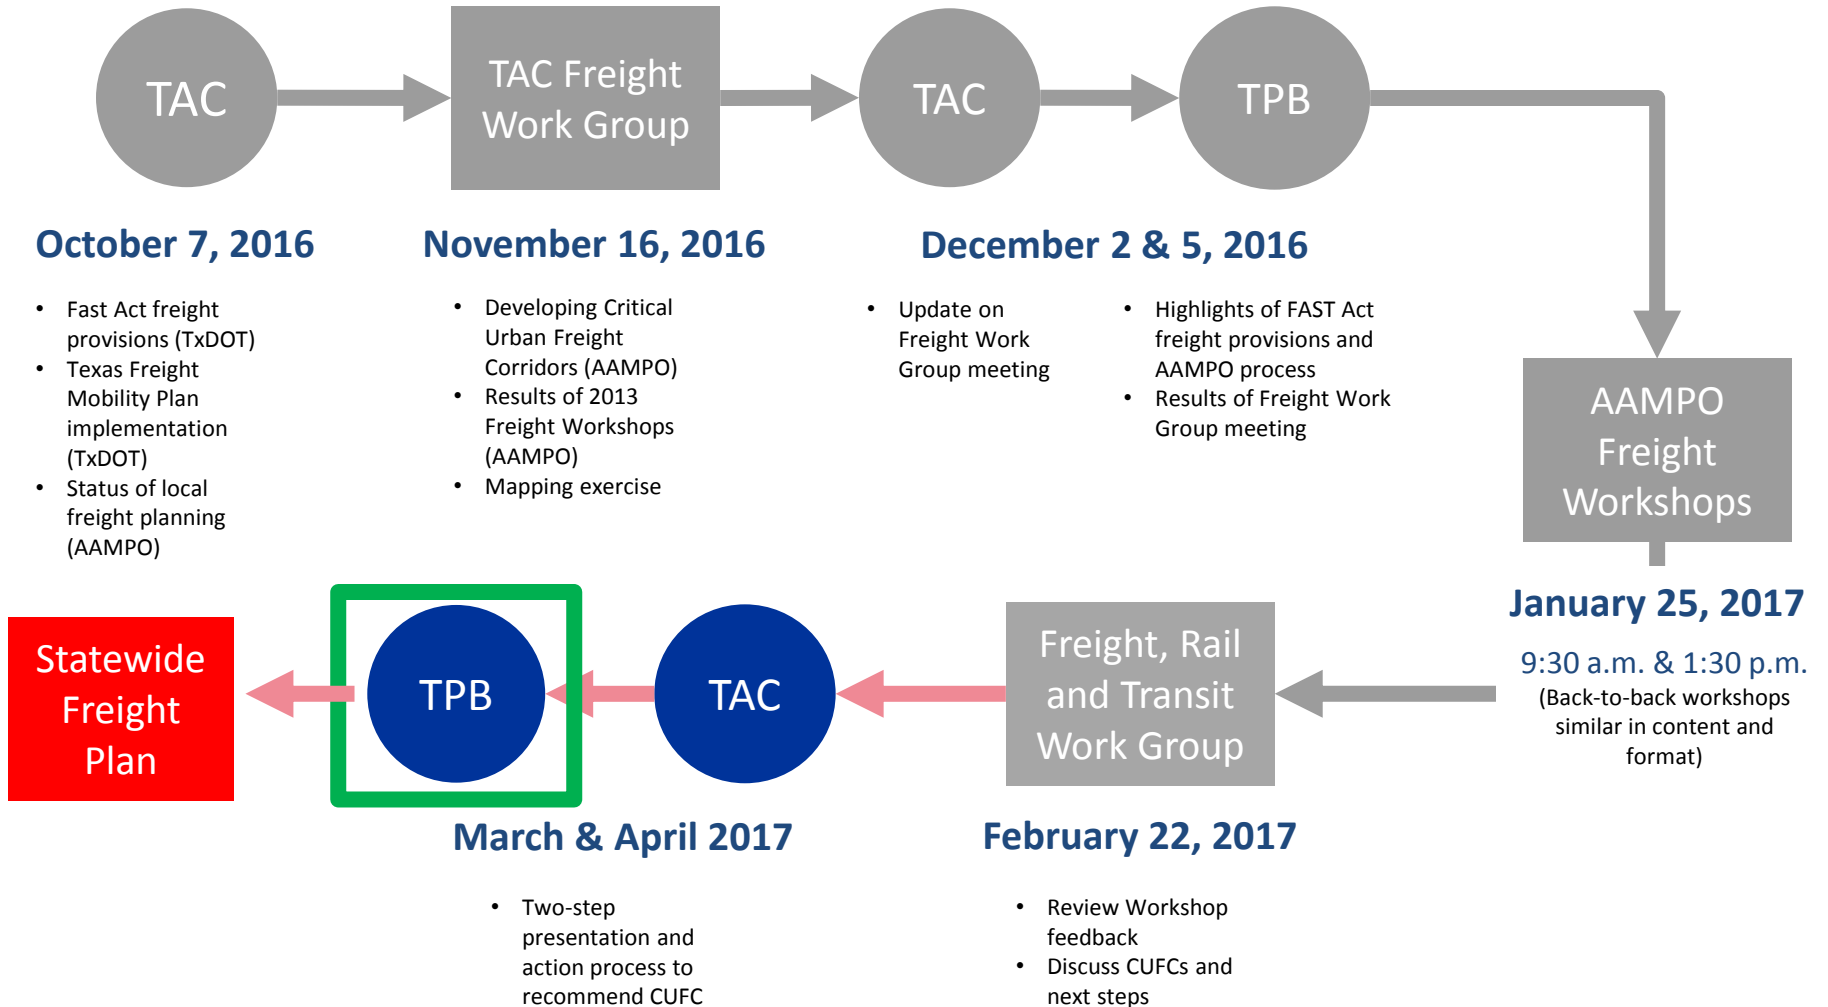 TAC
TAC Freight
Work Group
TAC
TPB
October 7, 2016
• Fast Act freight
provisions (TxDOT)
• Texas Freight
Mobility Plan
implementation
(TxDOT)
• Status of local
freight planning
(AAMPO)
November 16, 2016
• Developing Critical
Urban Freight
Corridors (AAMPO)
• Results of 2013
Freight Workshops
(AAMPO)
• Mapping exercise
December 2 & 5, 2016
• Update on
Freight Work
Group meeting
• Highlights of FAST Act
freight provisions and
AAMPO process
• Results of Freight Work
Group meeting
AAMPO
Freight
Workshops
January 25, 2017
9:30 a.m. & 1:30 p.m.
(Back-to-back workshops
similar in content and
format)
Freight, Rail
and Transit
Work Group
February 22, 2017
• Review Workshop
feedback
• Discuss CUFCs and
next steps
TAC
TPB
March & April 2017
• Two-step
presentation and
action process to
recommend CUFC
Statewide
Freight
Plan